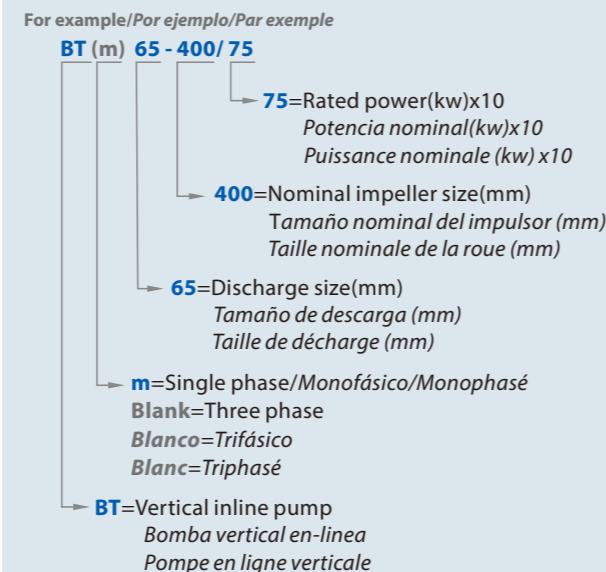 For example/Por ejemplo/Par exemple
BT (m) 65 - 400/ 75
75=Rated power(kw)x10
Potencia nominal(kw)x10
Puissance nominale (kw) x10
400=Nominal impeller size(mm)
Tamaño nominal del impulsor (mm)
Taille nominale de la roue (mm)
65=Discharge size(mm)
Tamaño de descarga (mm)
Taille de décharge (mm)
m=Single phase/Monofásico/Monophasé
Blank=Three phase
Blanco=Trifásico
Blanc=Triphasé
BT=Vertical inline pump
Bomba vertical en-linea
Pompe en ligne verticale